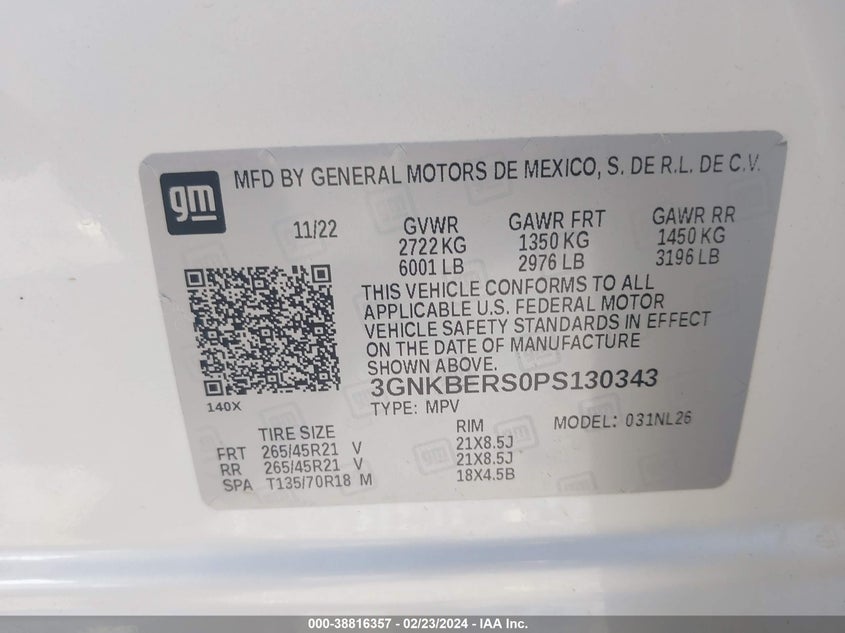 gm
MFD BY GENERAL MOTORS DE MEXICO, S. DE R.L. DE C.V.
11/22
GVWR GAWR FRT GAWR RR
2722 KG 1350 KG 1450 KG
6001 LB 2976 LB 3196 LB
THIS VEHICLE CONFORMS TO ALL
APPLICABLE U.S. FEDERAL MOTOR
VEHICLE SAFETY STANDARDS IN EFFECT
ON THE DATE OF MANUFACTURE
SHOWN ABOVE.
3GNKBERS0PS130343
140X
TYPE: MPV
TIRE SIZE RIM MODEL: 031NL26
FRT 265/45R21 V 21X8.5J
RR 265/45R21 V 21X8.5J
SPA T135/70R18 M 18X4.5B
000-38816357 - 02/23/2024 - IAA Inc.